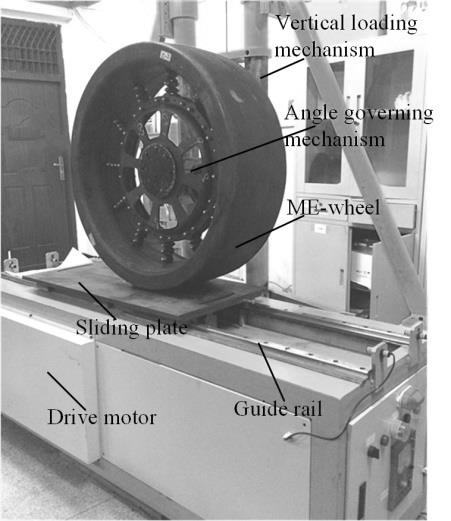 Vertical loading
mechanism
Angle governing
mechanism
ME-wheel
Sliding plate
Drive motor
Guide rail